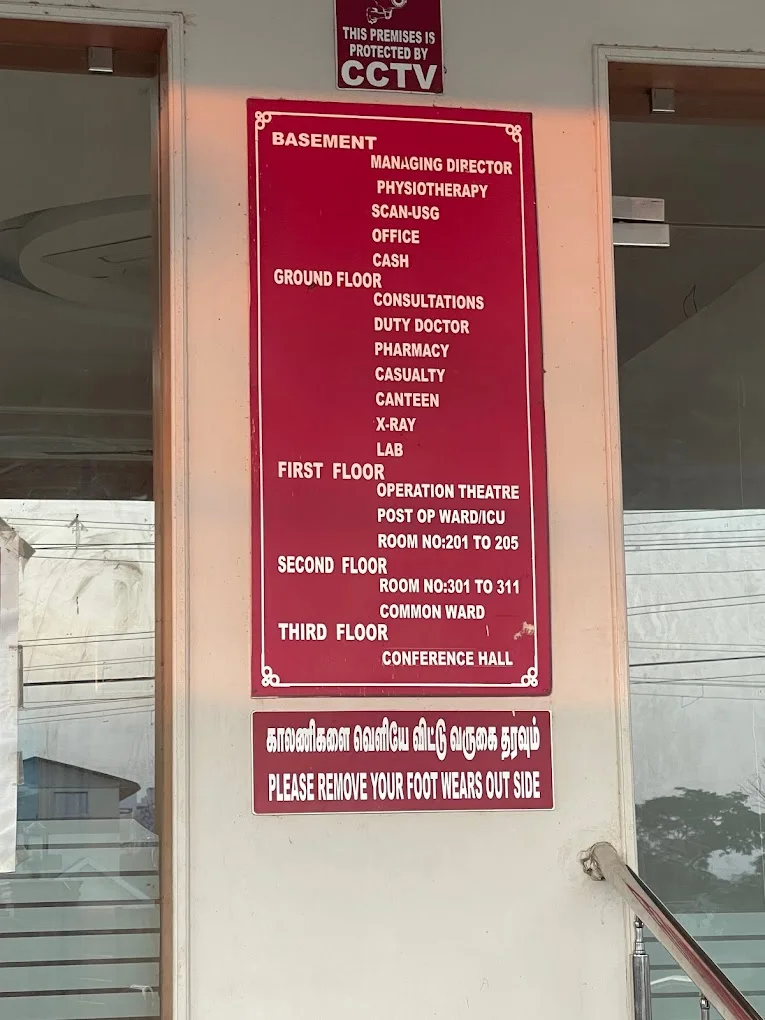 THIS PREMISES IS
PROTECTED BY
CCTV
BASEMENT
MANAGING DIRECTOR
PHYSIOTHERAPY
SCAN-USG
OFFICE
CASH
GROUND FLOOR
CONSULTATIONS
DUTY DOCTOR
PHARMACY
CASUALTY
CANTEEN
X-RAY
LAB
FIRST FLOOR
OPERATION THEATRE
POST OP WARD/ICU
ROOM NO:201 TO 205
SECOND FLOOR
ROOM NO:301 TO 311
COMMON WARD
THIRD FLOOR
CONFERENCE HALL
காலணிகளை வெளியே விட்டு வருகை தரவும்
PLEASE REMOVE YOUR FOOT WEARS OUT SIDE